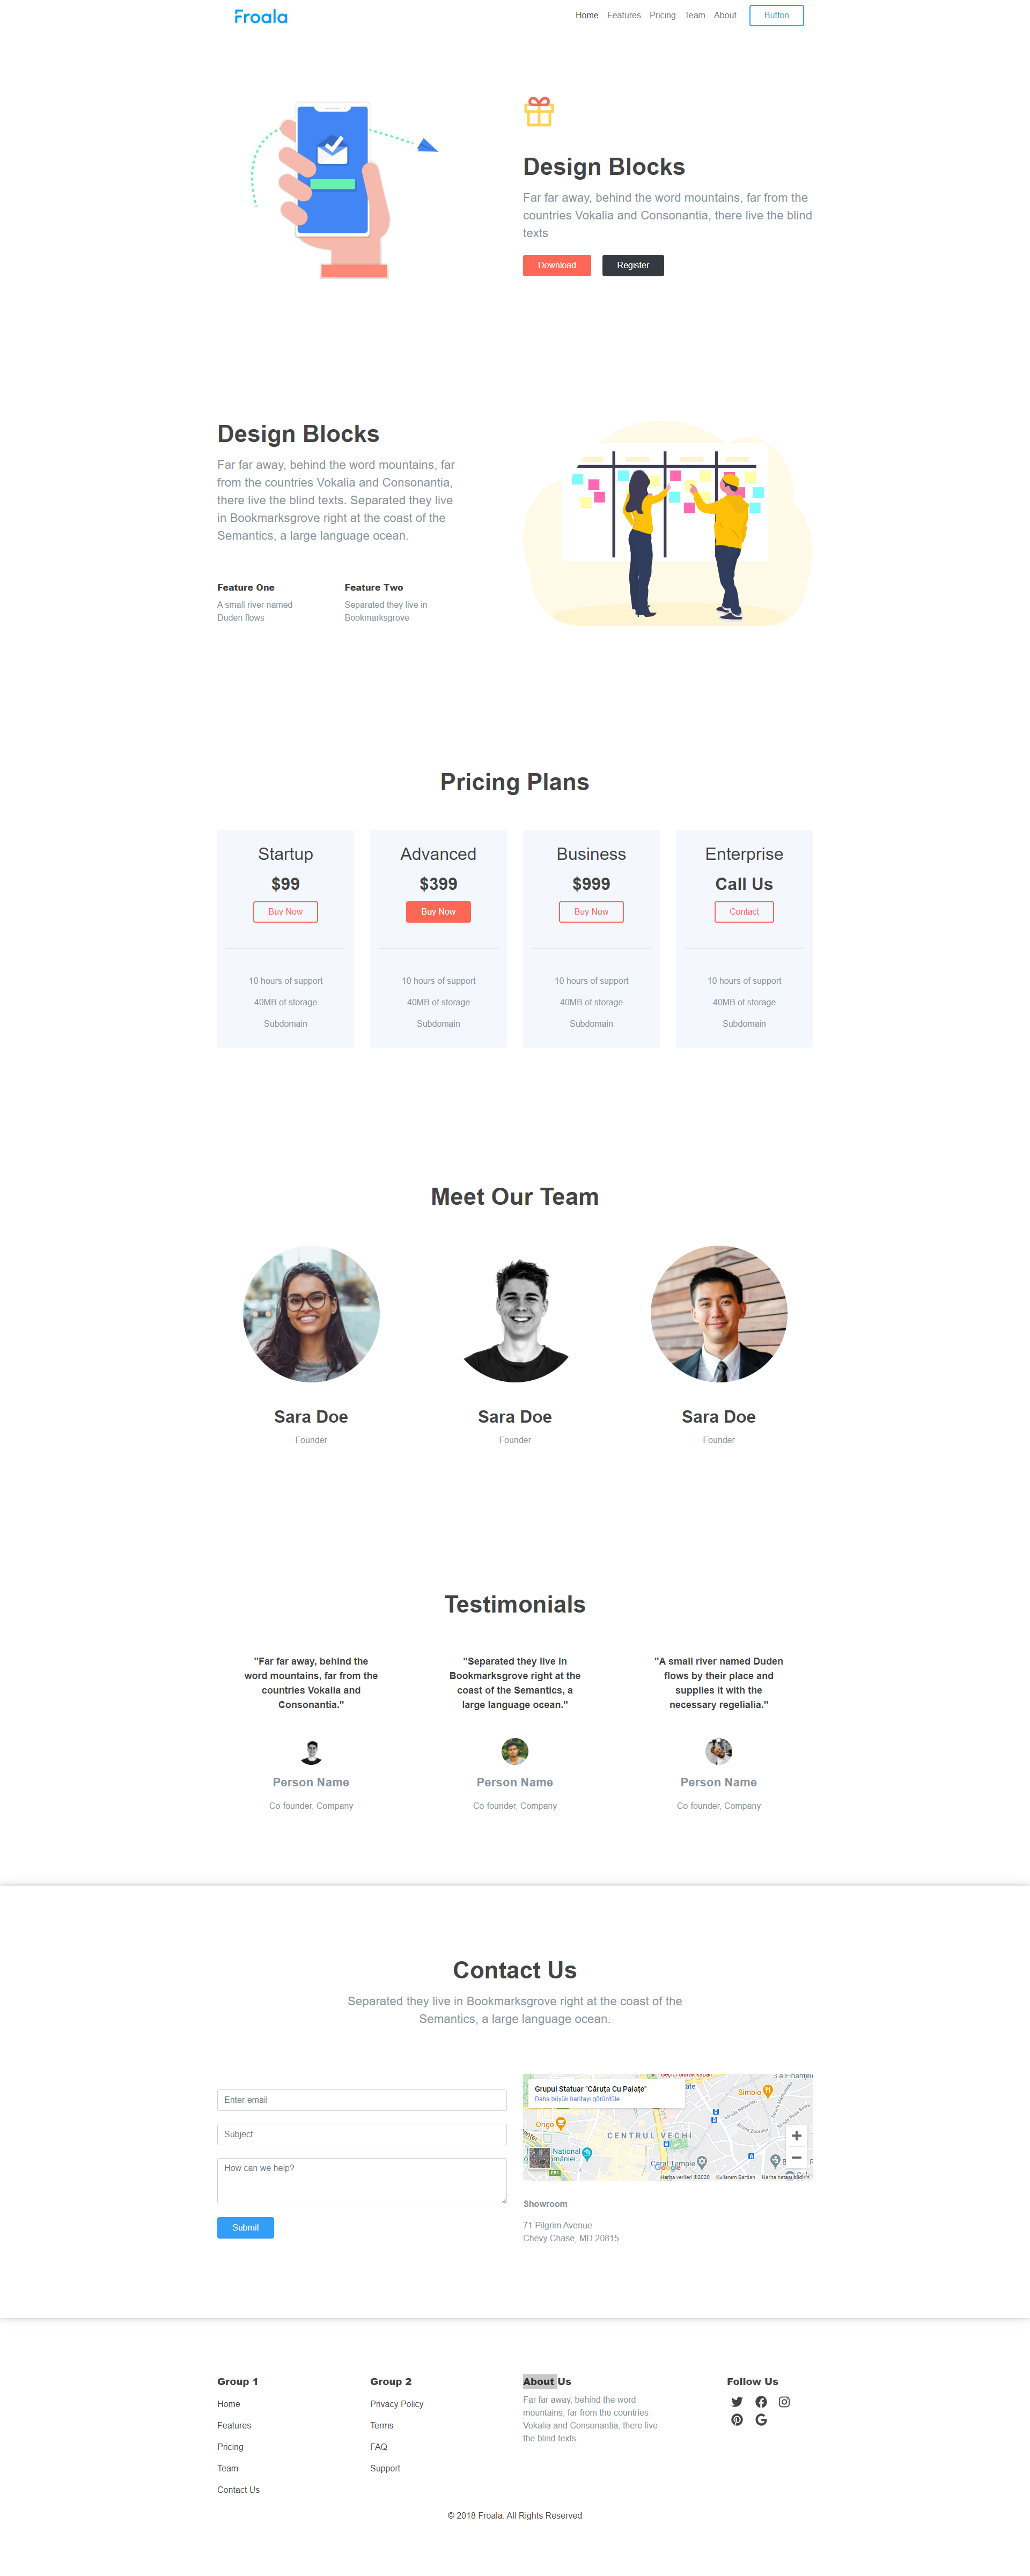 Froala
Home Features Pricing Team About Button
Design Blocks
Far far away, behind the word mountains, far from the
countries Vokalia and Consonantia, there live the blind
texts
Download Register
Design Blocks
Far far away, behind the word mountains, far
from the countries Vokalia and Consonantia,
there live the blind texts. Separated they live
in Bookmarksgrove right at the coast of the
Semantics, a large language ocean.
Feature One
A small river named
Duden flows
Feature Two
Separated they live in
Bookmarksgrove
Pricing Plans
Startup
$99
Buy Now
10 hours of support
40MB of storage
Subdomain
Advanced
$399
Buy Now
10 hours of support
40MB of storage
Subdomain
Business
$999
Buy Now
10 hours of support
40MB of storage
Subdomain
Enterprise
Call Us
Contact
10 hours of support
40MB of storage
Subdomain
Meet Our Team
Sara Doe
Founder
Sara Doe
Founder
Sara Doe
Founder
Testimonials
"Far far away, behind the
word mountains, far from the
countries Vokalia and
Consonantia."
Person Name
Co-founder, Company
"Separated they live in
Bookmarksgrove right at the
coast of the Semantics, a
large language ocean."
Person Name
Co-founder, Company
"A small river named Duden
flows by their place and
supplies it with the
necessary regelialia."
Person Name
Co-founder, Company
Contact Us
Separated they live in Bookmarksgrove right at the coast of the
Semantics, a large language ocean.
Enter email
Subject
How can we help?
Submit
Grupul Statuar "Căruța Cu Paiațe"
Daha büyük haritayı görüntüle
Simbio
Origo
CENTRUL VECHI
Național
României
E81
Coral Temple
Google
Harita verileri ©2020 Kullanım Şartları Harita hatası bildirin
Showroom
71 Pilgrim Avenue
Chevy Chase, MD 20815
Group 1
Home
Features
Pricing
Team
Contact Us
Group 2
Privacy Policy
Terms
FAQ
Support
About Us
Far far away, behind the word
mountains, far from the countries
Vokalia and Consonantia, there live
the blind texts.
Follow Us
© 2018 Froala. All Rights Reserved